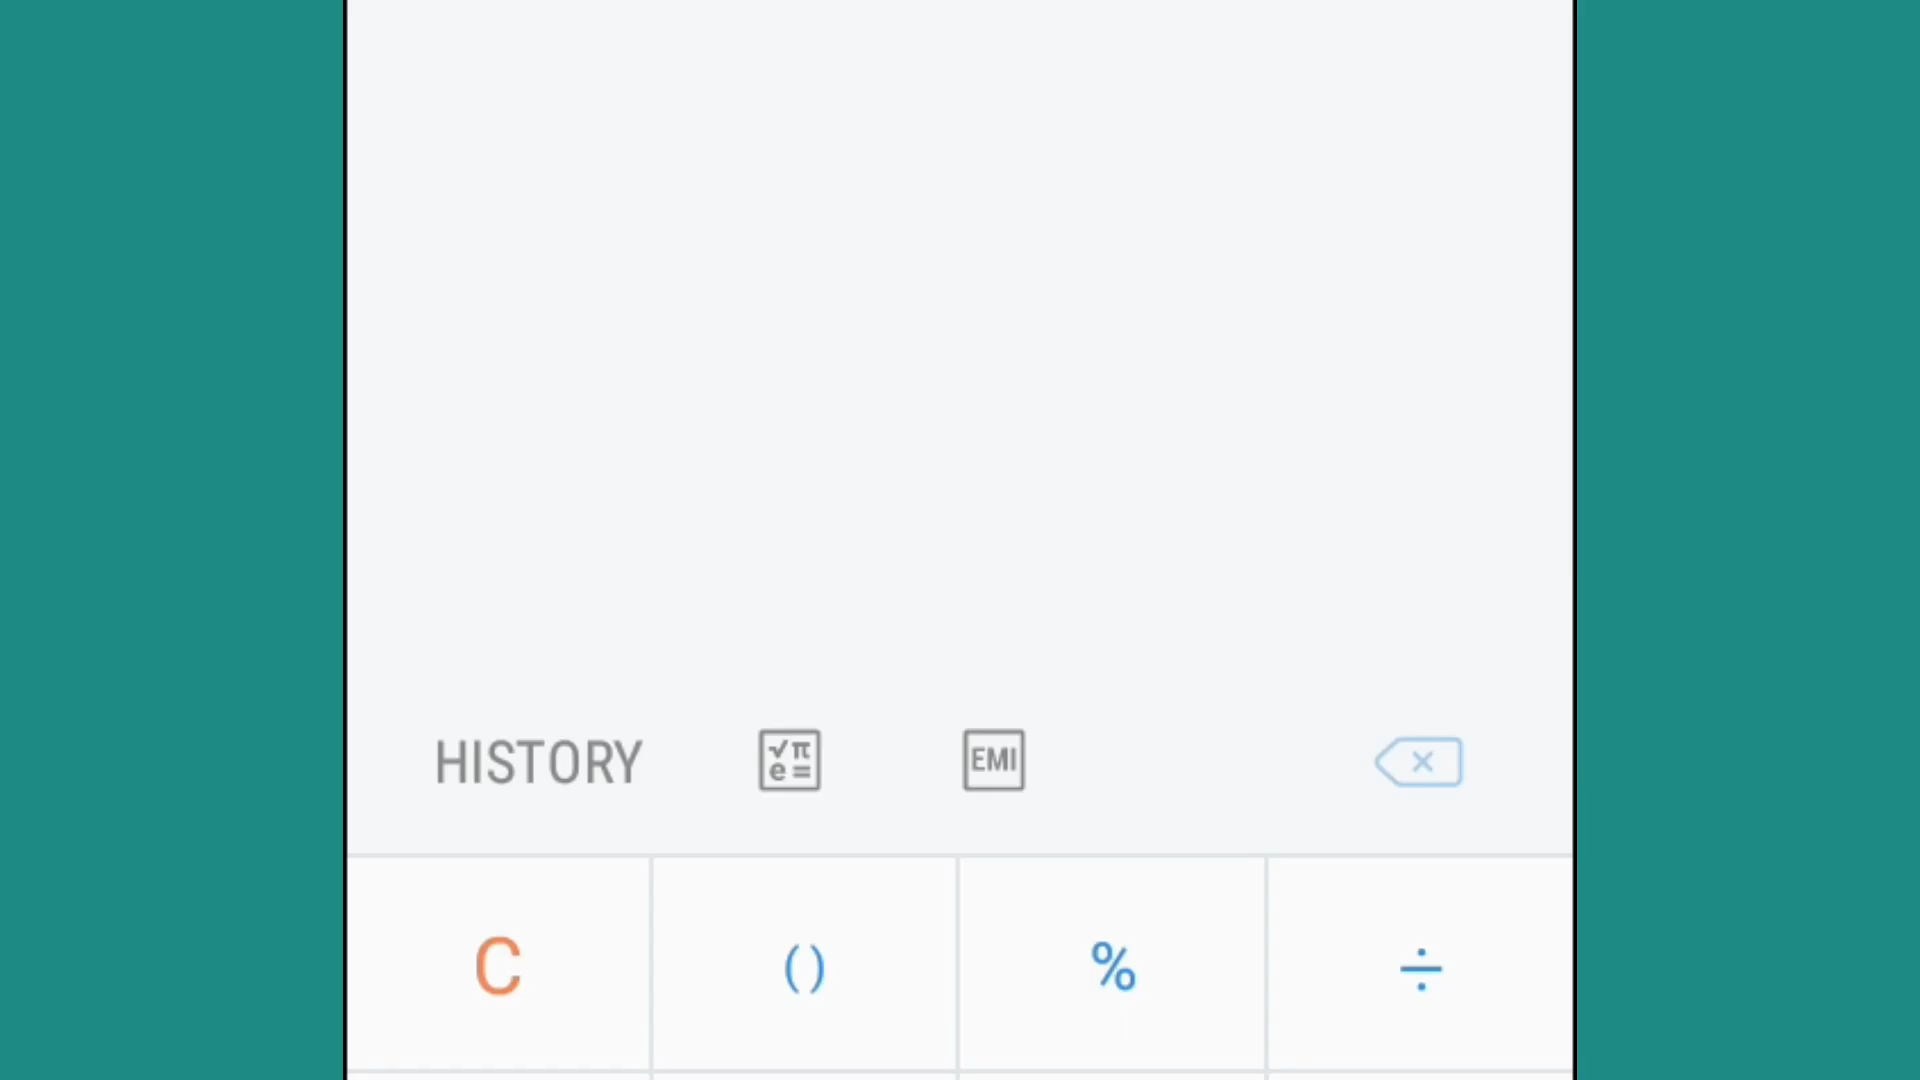 HISTORY √π e= EMI
C () % ÷